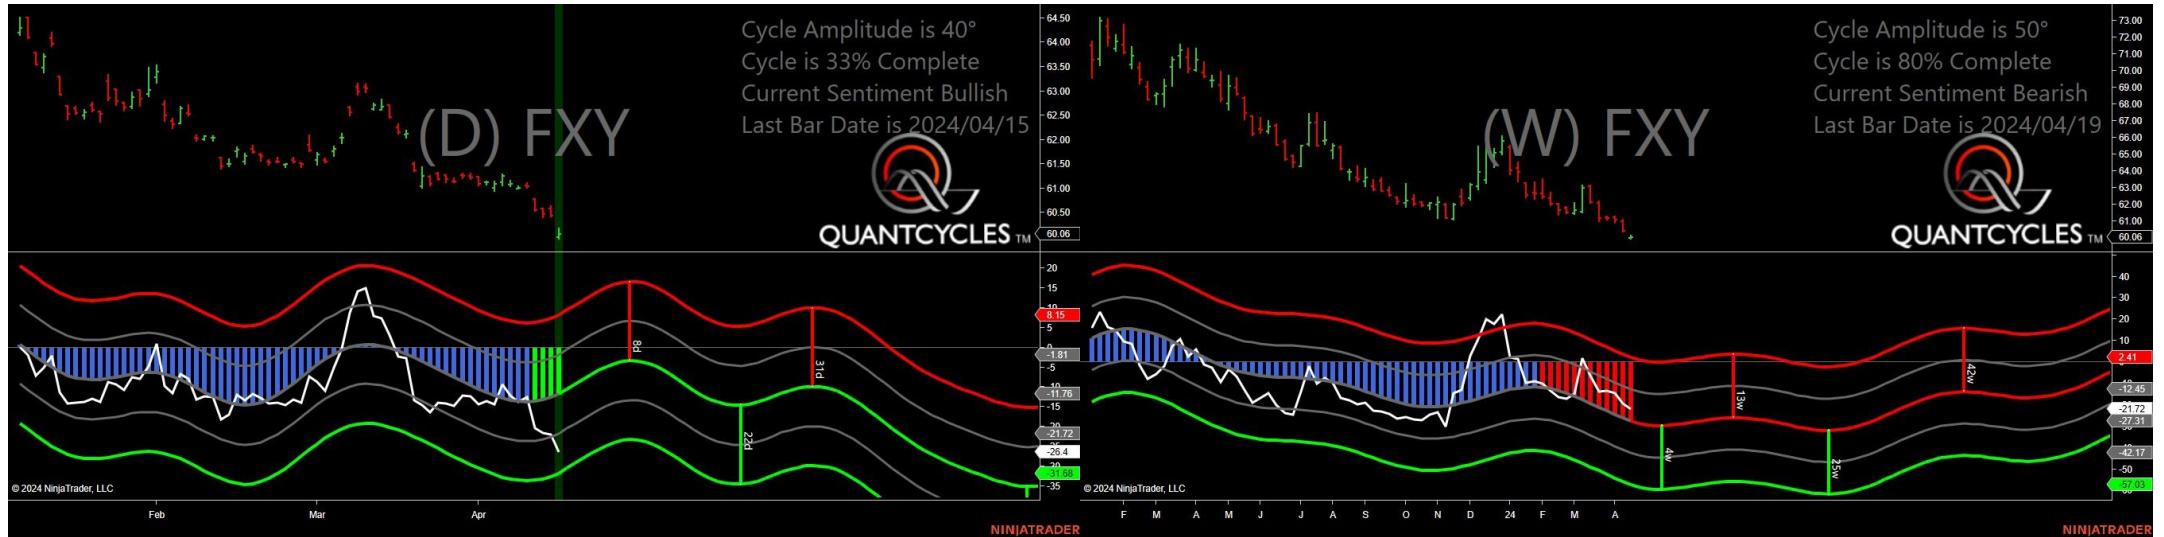 Cycle Amplitude is 40°
Cycle is 33% Complete
Current Sentiment Bullish
Last Bar Date is 2024/04/15
(D) FXY
QUANTCYCLES TM
64.50
64.00
63.50
63.00
62.50
62.00
61.50
61.00
60.50
60.06
20
15
10
8.15
5
0
-1.81
-5
-10
-11.76
-15
-21.72
-26.4
-31.68
-35
8d
22d
31d
© 2024 NinjaTrader, LLC
Feb Mar Apr
NINJATRADER
Cycle Amplitude is 50°
Cycle is 80% Complete
Current Sentiment Bearish
Last Bar Date is 2024/04/19
(W) FXY
QUANTCYCLES TM
73.00
72.00
71.00
70.00
69.00
68.00
67.00
66.00
65.00
64.00
63.00
62.00
61.00
60.06
40
30
20
10
2.41
-12.45
-21.72
-27.31
-42.17
-50
-57.03
4w
13w
25w
42w
© 2024 NinjaTrader, LLC
F M A M J J A S O N D 24 F M A
NINJATRADER